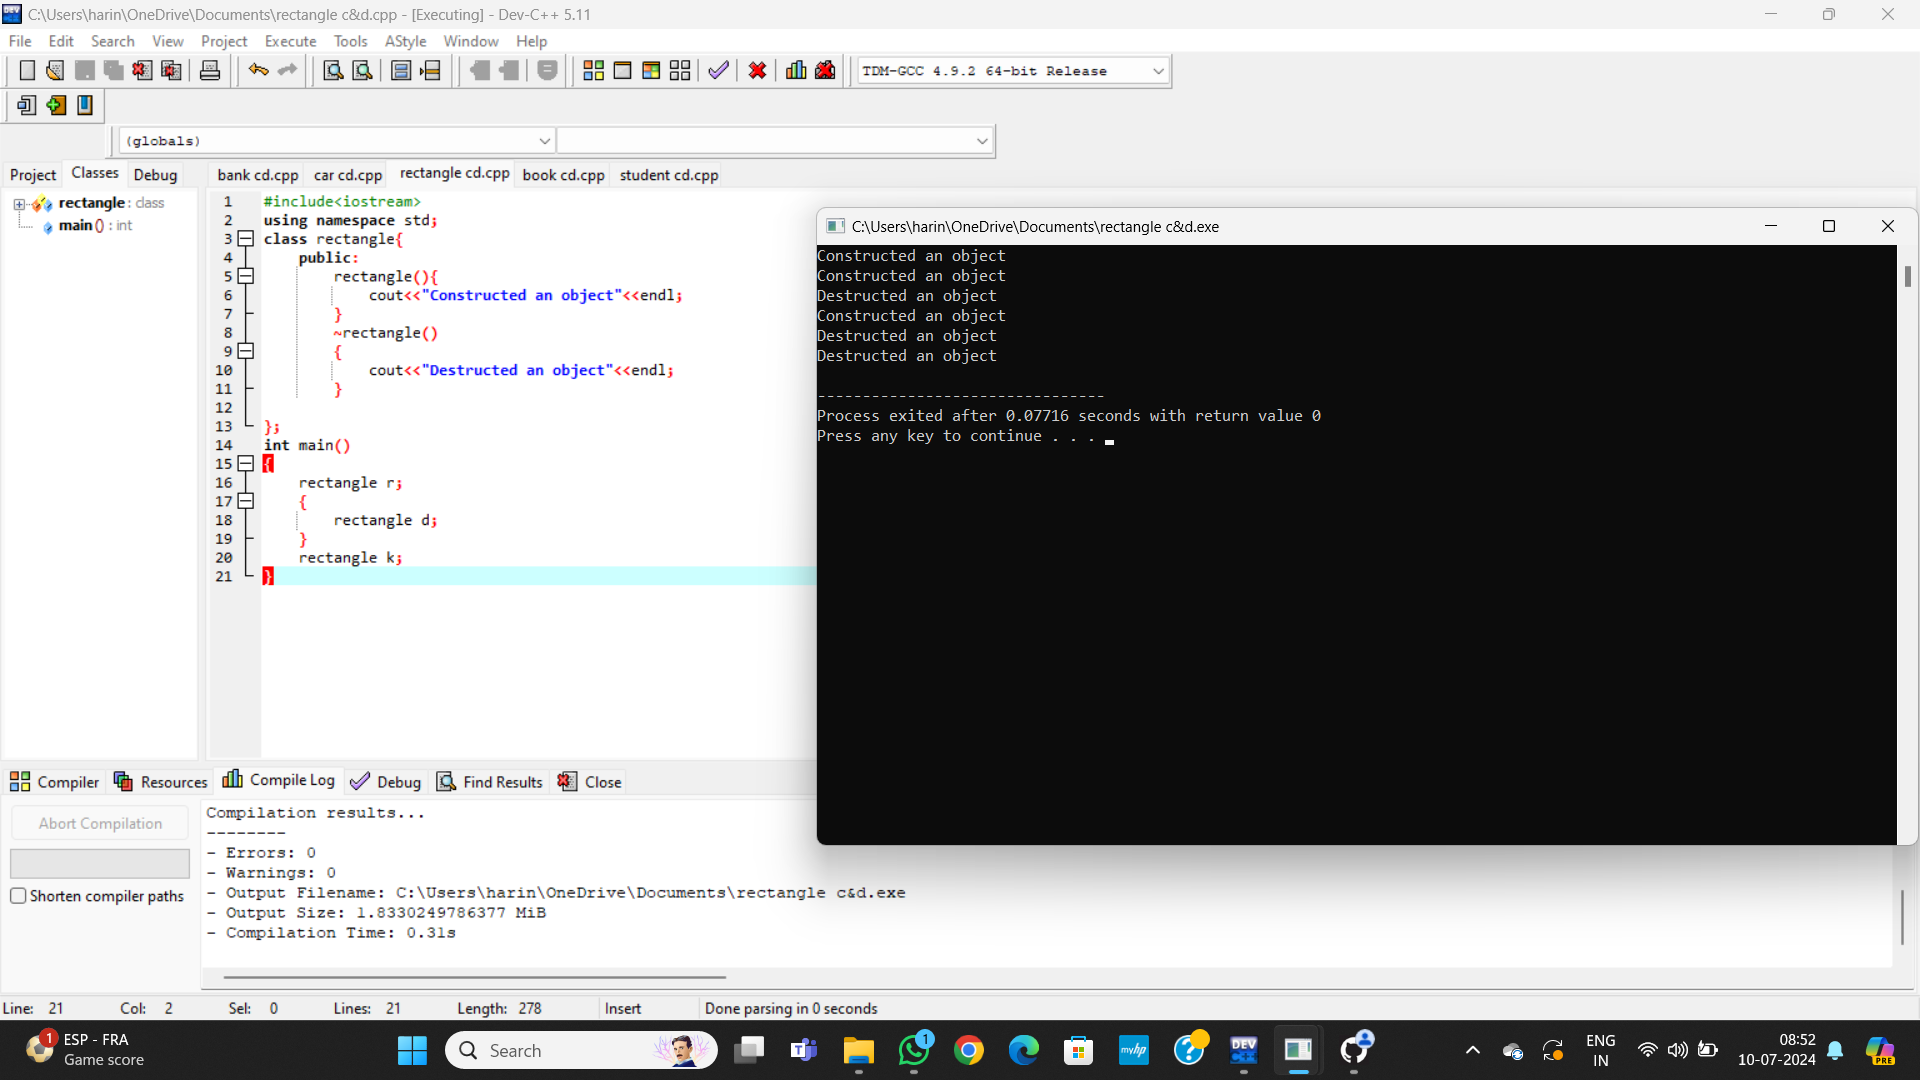 C:\Users\harin\OneDrive\Documents\rectangle c&d.cpp - [Executing] - Dev-C++ 5.11
File Edit Search View Project Execute Tools AStyle Window Help
TDM-GCC 4.9.2 64-bit Release
(globals)
Project Classes Debug
bank cd.cpp car cd.cpp rectangle cd.cpp book cd.cpp student cd.cpp
rectangle : class
main () : int
1 #include<iostream>
2 using namespace std;
3 class rectangle{
4 public:
5 rectangle(){
6 cout<<"Constructed an object"<<endl;
7 }
8 ~rectangle()
9 {
10 cout<<"Destructed an object"<<endl;
11 }
12
13 };
14 int main()
15 {
16 rectangle r;
17 {
18 rectangle d;
19 }
20 rectangle k;
21 }
C:\Users\harin\OneDrive\Documents\rectangle c&d.exe
Constructed an object
Constructed an object
Destructed an object
Constructed an object
Destructed an object
Destructed an object
--------------------------------
Process exited after 0.07716 seconds with return value 0
Press any key to continue . . .
Compiler Resources Compile Log Debug Find Results Close
Abort Compilation
Shorten compiler paths
Compilation results...
--------
- Errors: 0
- Warnings: 0
- Output Filename: C:\Users\harin\OneDrive\Documents\rectangle c&d.exe
- Output Size: 1.8330249786377 MiB
- Compilation Time: 0.31s
Line: 21 Col: 2 Sel: 0 Lines: 21 Length: 278 Insert Done parsing in 0 seconds
1
ESP - FRA
Game score
Search
1
myhp
DEV
ENG
IN
08:52
10-07-2024
PRE